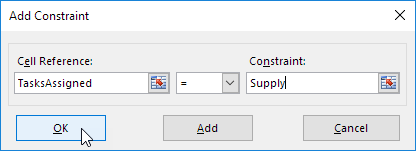 Add Constraint
Cell Reference: Constraint:
TasksAssigned = Supply
OK Add Cancel